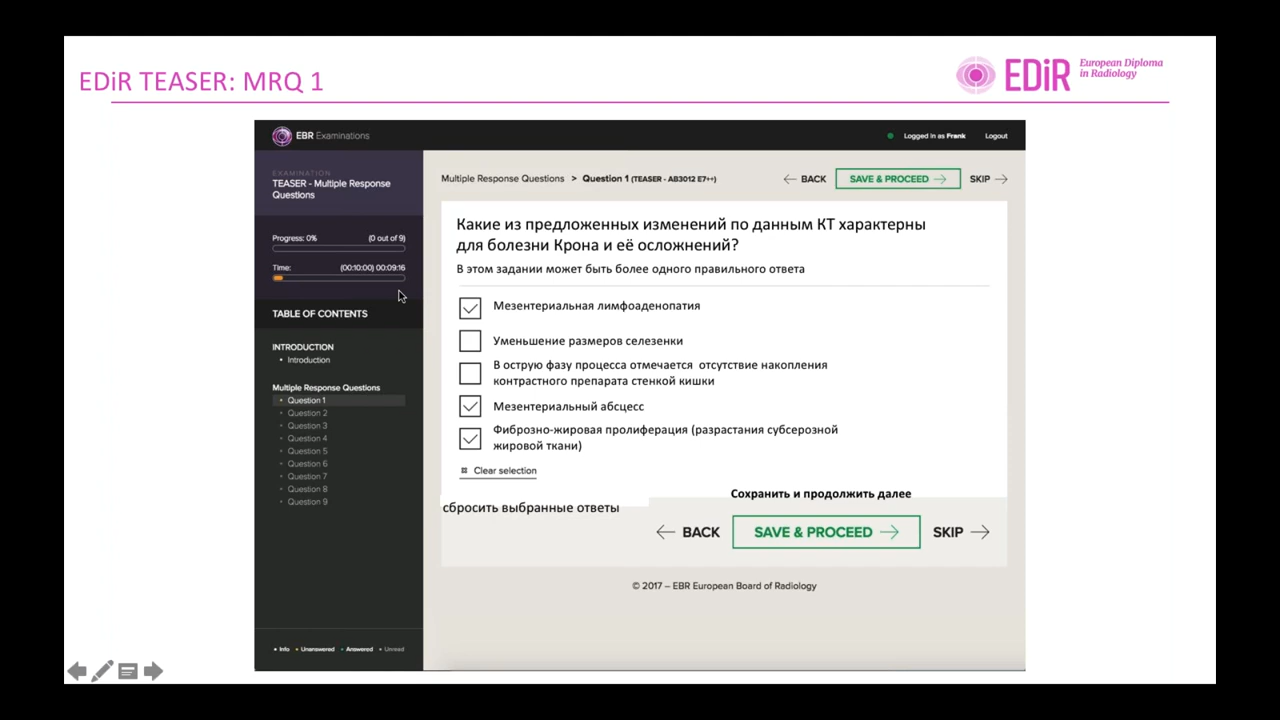 EDiR TEASER: MRQ 1
EDiR
European Diploma
in Radiology
EBR Examinations
Logged in as Frank
Logout
EXAMINATION
TEASER - Multiple Response
Questions
Progress: 0%
(0 out of 9)
Time:
(00:10:00) 00:09:16
TABLE OF CONTENTS
INTRODUCTION
• Introduction
Multiple Response Questions
• Question 1
• Question 2
• Question 3
• Question 4
• Question 5
• Question 6
• Question 7
• Question 8
• Question 9
• Info • Unanswered • Answered • Unread
Multiple Response Questions > Question 1 (TEASER - AB3012 E7++)
← BACK
SAVE & PROCEED →
SKIP →
Какие из предложенных изменений по данным КТ характерны
для болезни Крона и её осложнений?
В этом задании может быть более одного правильного ответа
Мезентериальная лимфоаденопатия
Уменьшение размеров селезенки
В острую фазу процесса отмечается отсутствие накопления
контрастного препарата стенкой кишки
Мезентериальный абсцесс
Фиброзно-жировая пролиферация (разрастания субсерозной
жировой ткани)
Clear selection
сбросить выбранные ответы
Сохранить и продолжить далее
← BACK
SAVE & PROCEED →
SKIP →
© 2017 – EBR European Board of Radiology